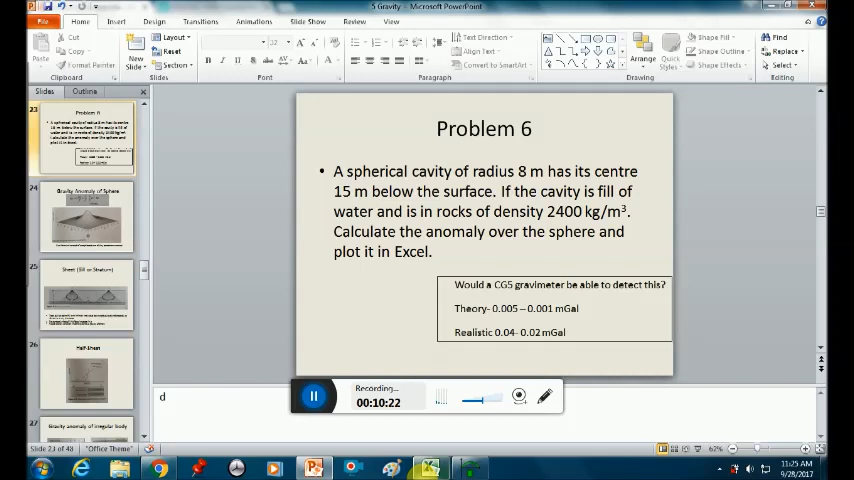 5 Gravity - Microsoft PowerPoint
File Home Insert Design Transitions Animations Slide Show Review View
Paste
Cut
Copy
Format Painter
Clipboard
New Slide
Layout
Reset
Section
Slides
32
Font
Text Direction
Align Text
Convert to SmartArt
Paragraph
Arrange
Quick Styles
Shape Fill
Shape Outline
Shape Effects
Drawing
Find
Replace
Select
Editing
Slides Outline
23
Problem 6
24
Gravity Anomaly of Sphere
25
Sheet (Sill or Stratum)
26
Half-Sheet
27
Gravity anomaly of irregular body
Problem 6
• A spherical cavity of radius 8 m has its centre
15 m below the surface. If the cavity is fill of
water and is in rocks of density 2400 kg/m³.
Calculate the anomaly over the sphere and
plot it in Excel.
Would a CG5 gravimeter be able to detect this?
Theory- 0.005 – 0.001 mGal
Realistic 0.04- 0.02 mGal
Recording...
00:10:22
d
Slide 23 of 48 "Office Theme"
62%
11:25 AM
9/28/2017